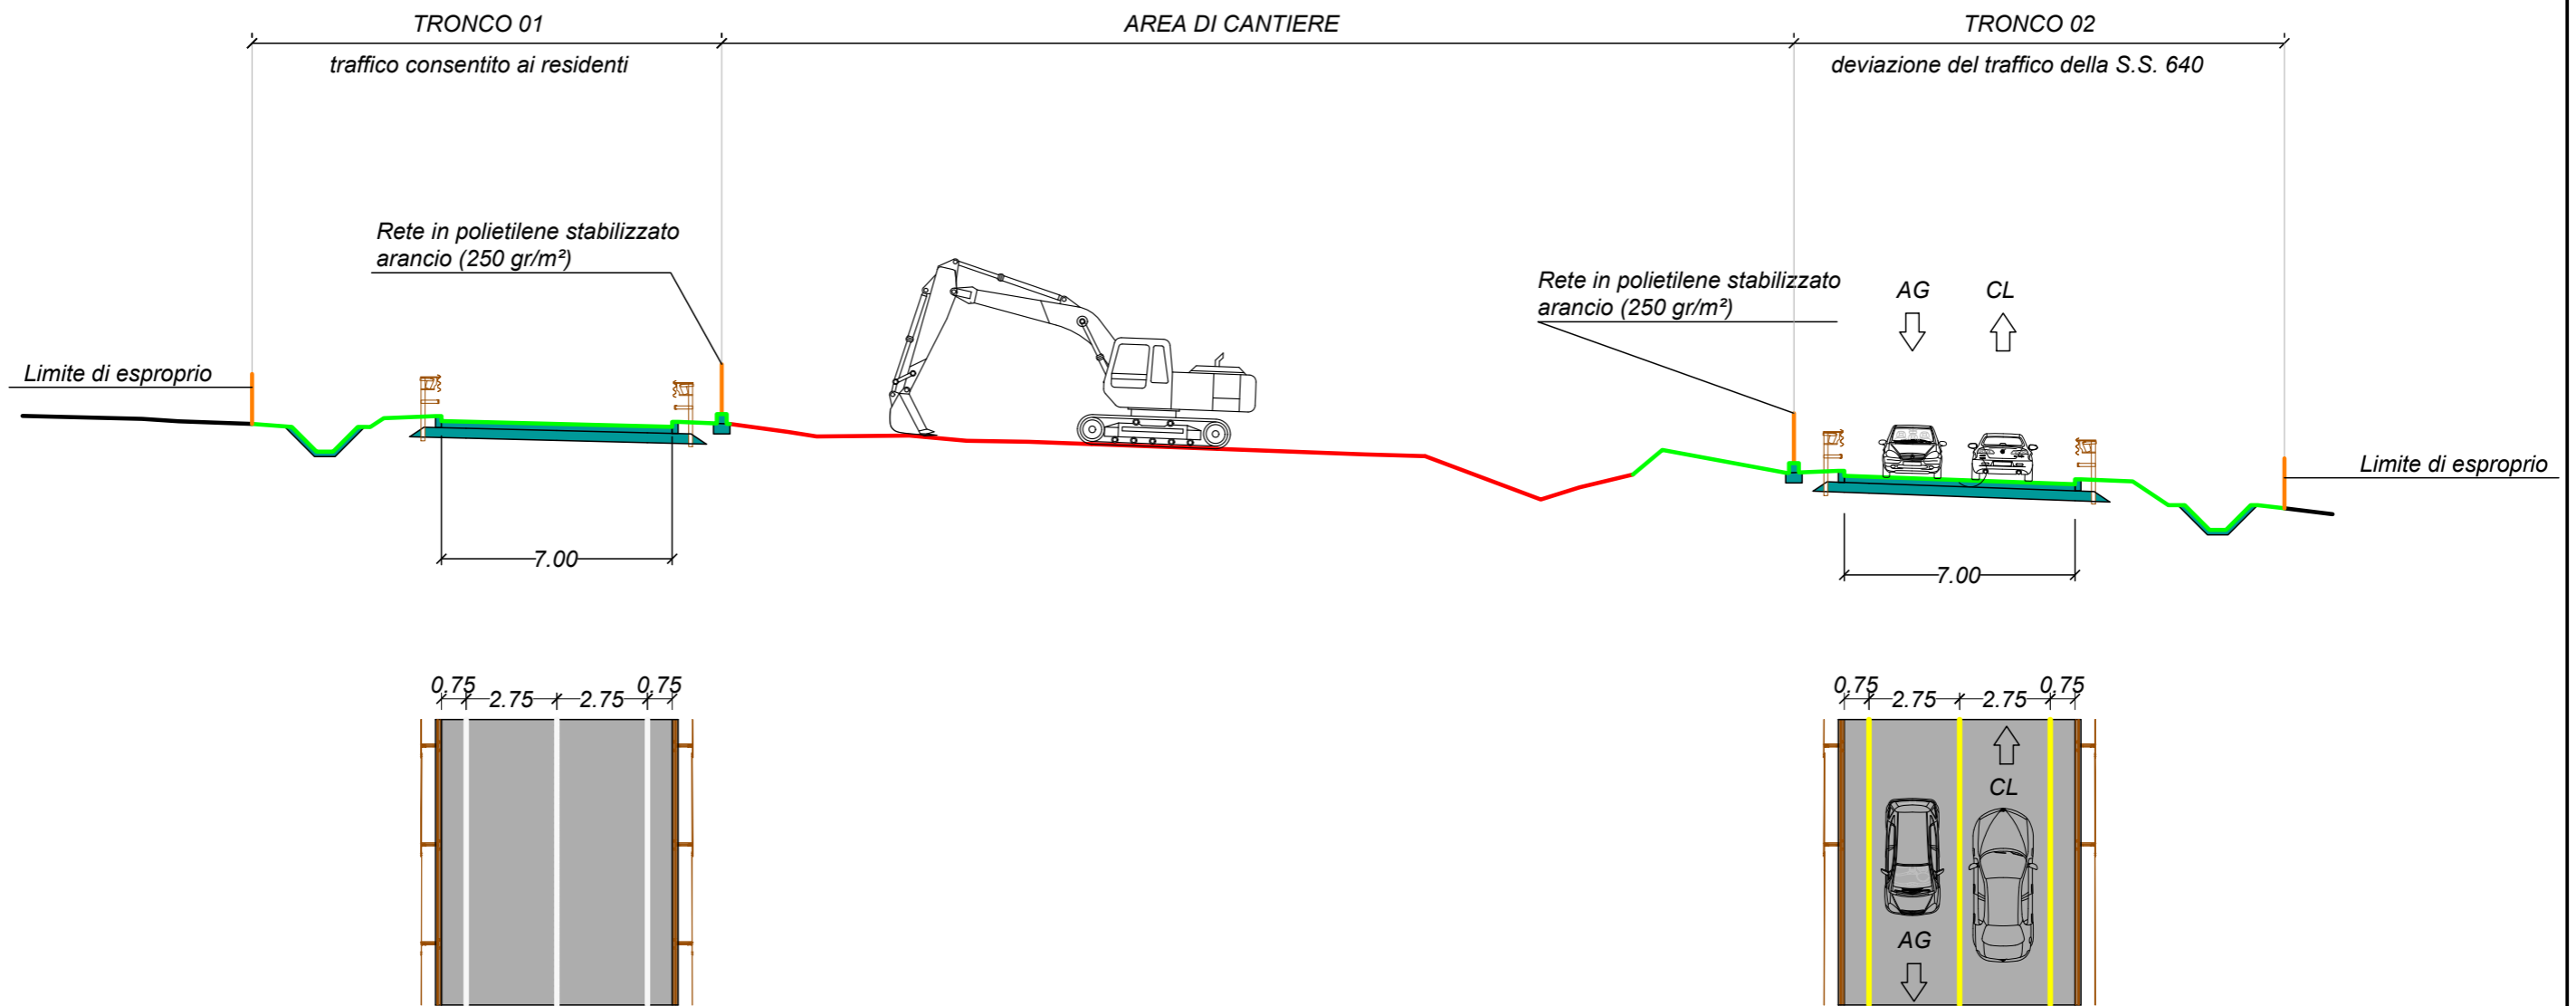 TRONCO 01
AREA DI CANTIERE
TRONCO 02
traffico consentito ai residenti
deviazione del traffico della S.S. 640
Rete in polietilene stabilizzato
arancio (250 gr/m²)
Rete in polietilene stabilizzato
arancio (250 gr/m²)
AG CL
Limite di esproprio
Limite di esproprio
7.00
7.00
0.75 2.75 2.75 0.75
0.75 2.75 2.75 0.75
CL
AG